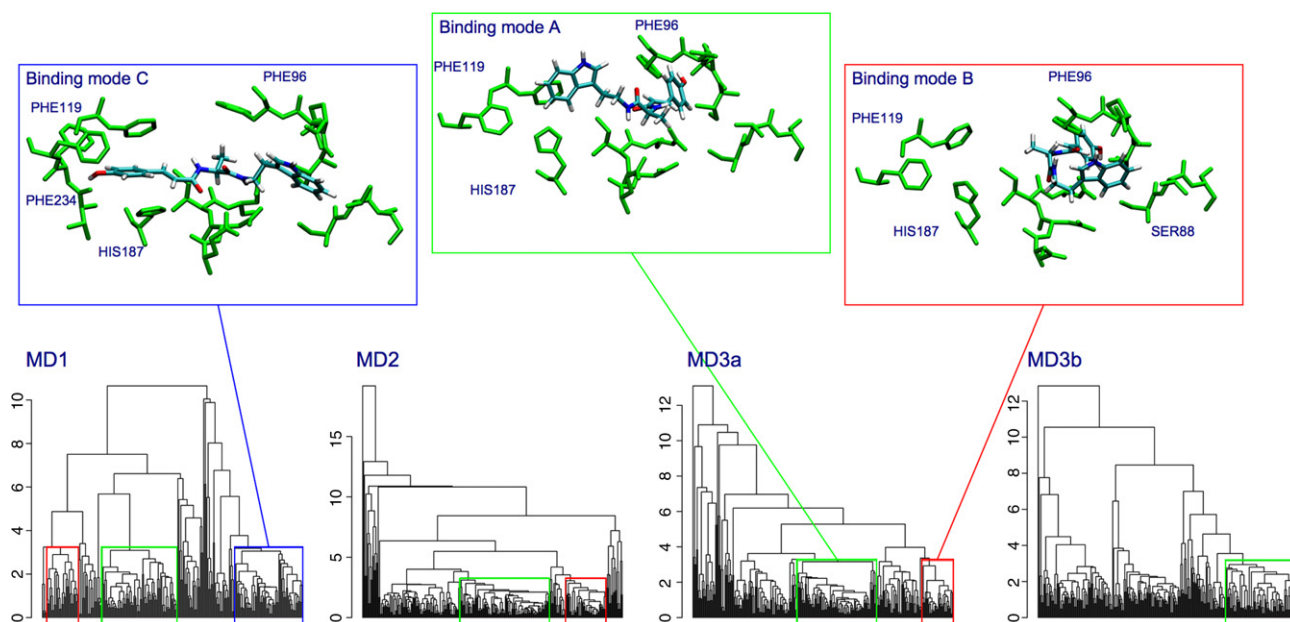 Binding mode C
PHE96
PHE119
PHE234
HIS187
Binding mode A
PHE96
PHE119
HIS187
Binding mode B
PHE96
PHE119
HIS187
SER88
MD1
10
8
6
4
2
0
MD2
15
10
5
0
MD3a
12
10
8
6
4
2
0
MD3b
12
10
8
6
4
2
0